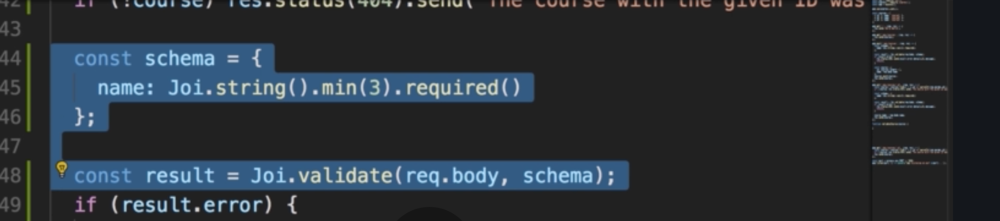 42 if (!course) res.status(404).send('The course with the given ID was
43
44 const schema = {
45 name: Joi.string().min(3).required()
46 };
47
48 const result = Joi.validate(req.body, schema);
49 if (result.error) {